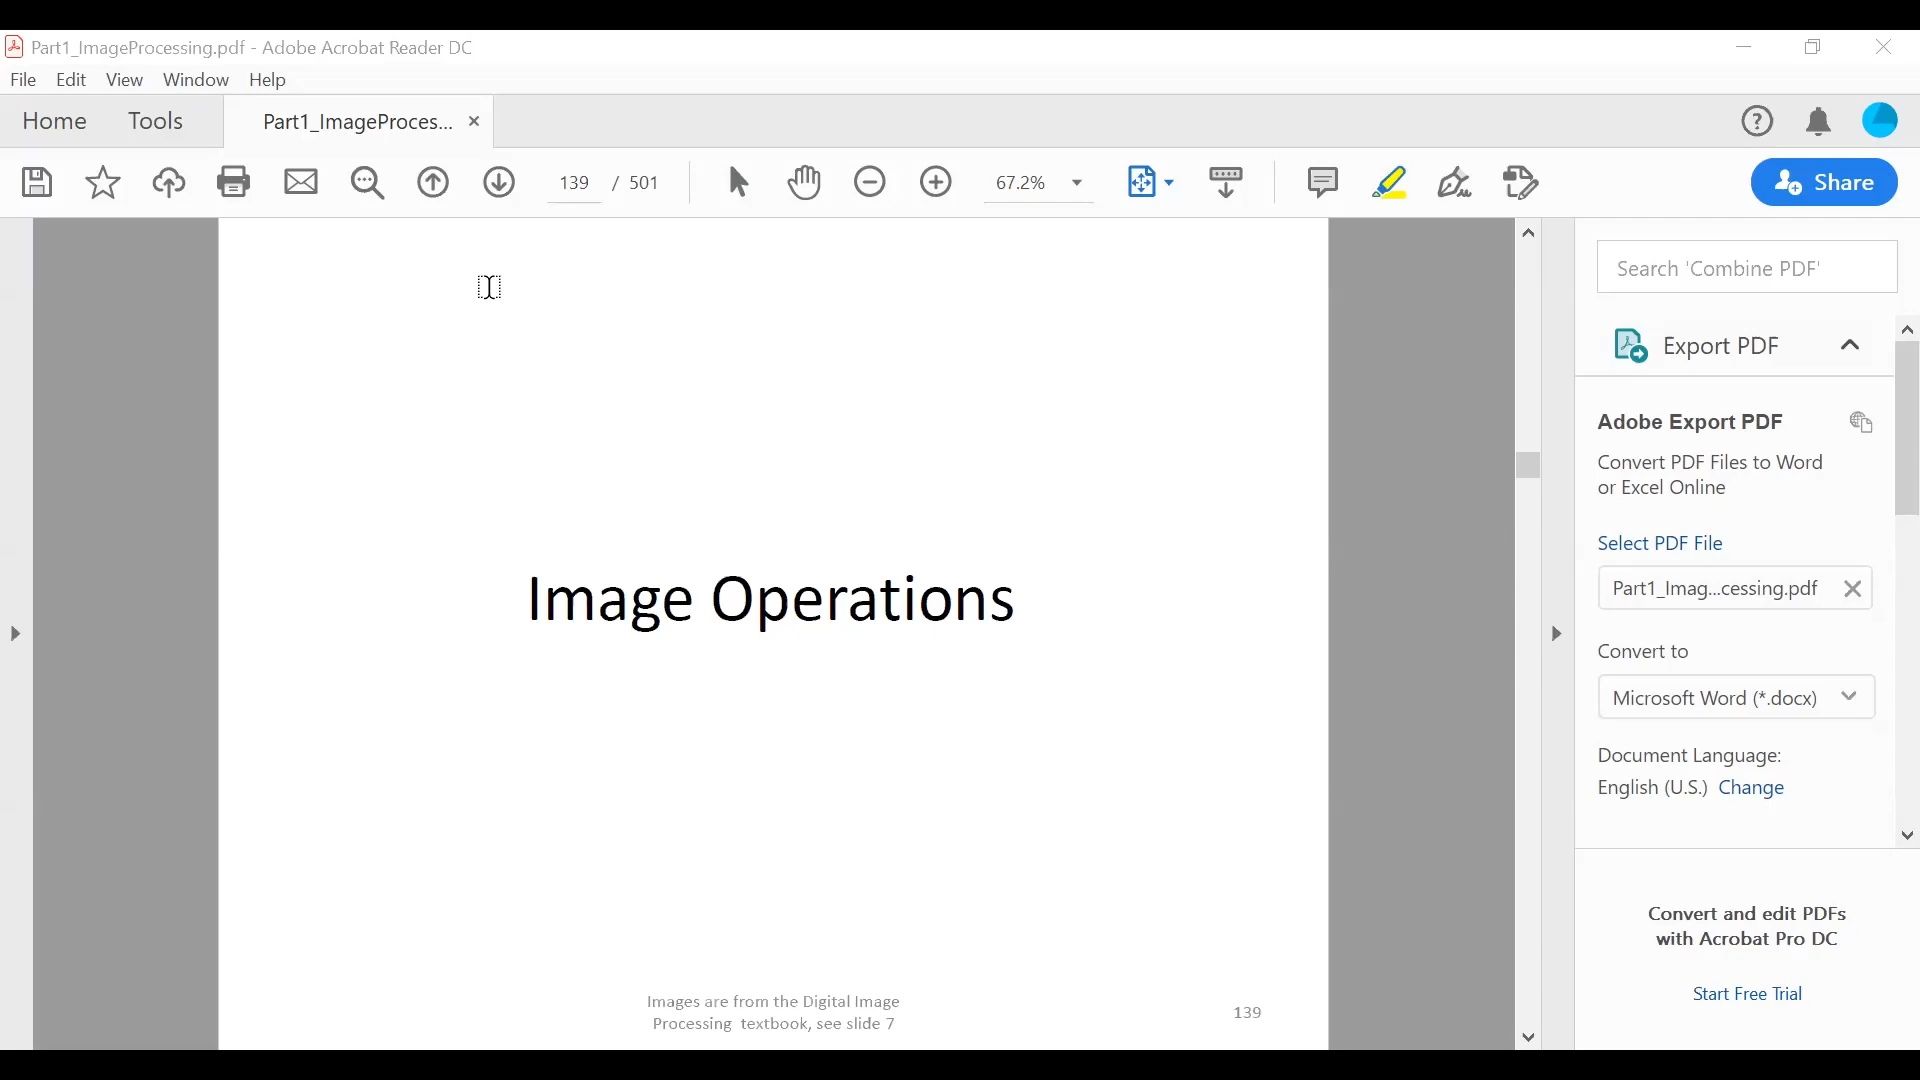 Part1_ImageProcessing.pdf - Adobe Acrobat Reader DC
File Edit View Window Help
Home Tools Part1_ImageProces...
139 / 501 67.2% Share
Search 'Combine PDF'
Export PDF
Adobe Export PDF
Convert PDF Files to Word
or Excel Online
Select PDF File
Part1_Imag...cessing.pdf
Convert to
Microsoft Word (*.docx)
Document Language:
English (U.S.) Change
Convert and edit PDFs
with Acrobat Pro DC
Start Free Trial
Image Operations
Images are from the Digital Image
Processing textbook, see slide 7
139